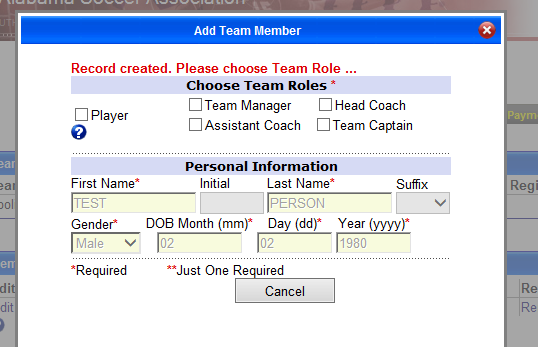 Alabama Soccer Association
Add Team Member
Record created. Please choose Team Role ...
Choose Team Roles *
Player
Team Manager
Head Coach
Assistant Coach
Team Captain
?
Personal Information
First Name* Initial Last Name* Suffix
TEST PERSON
Gender* DOB Month (mm)* Day (dd)* Year (yyyy)*
Male 02 02 1980
*Required **Just One Required
Cancel
Paym
Regi
Re
Re